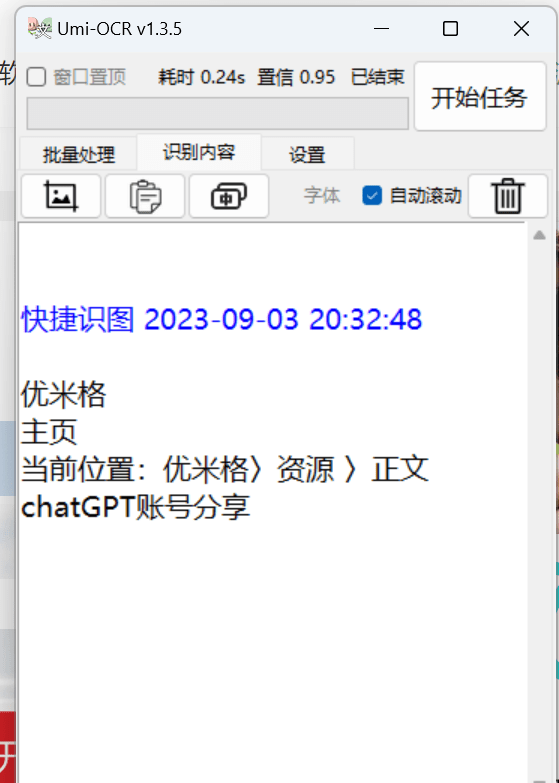 Umi-OCR v1.3.5
窗口置顶 耗时 0.24s 置信 0.95 已结束
开始任务
批量处理 识别内容 设置
字体 自动滚动
快捷识图 2023-09-03 20:32:48
优米格
主页
当前位置：优米格〉资源 〉正文
chatGPT账号分享